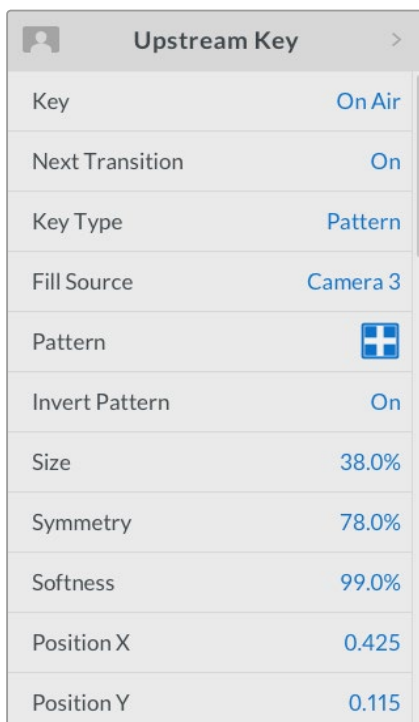 Upstream Key
Key On Air
Next Transition On
Key Type Pattern
Fill Source Camera 3
Pattern
Invert Pattern On
Size 38.0%
Symmetry 78.0%
Softness 99.0%
Position X 0.425
Position Y 0.115